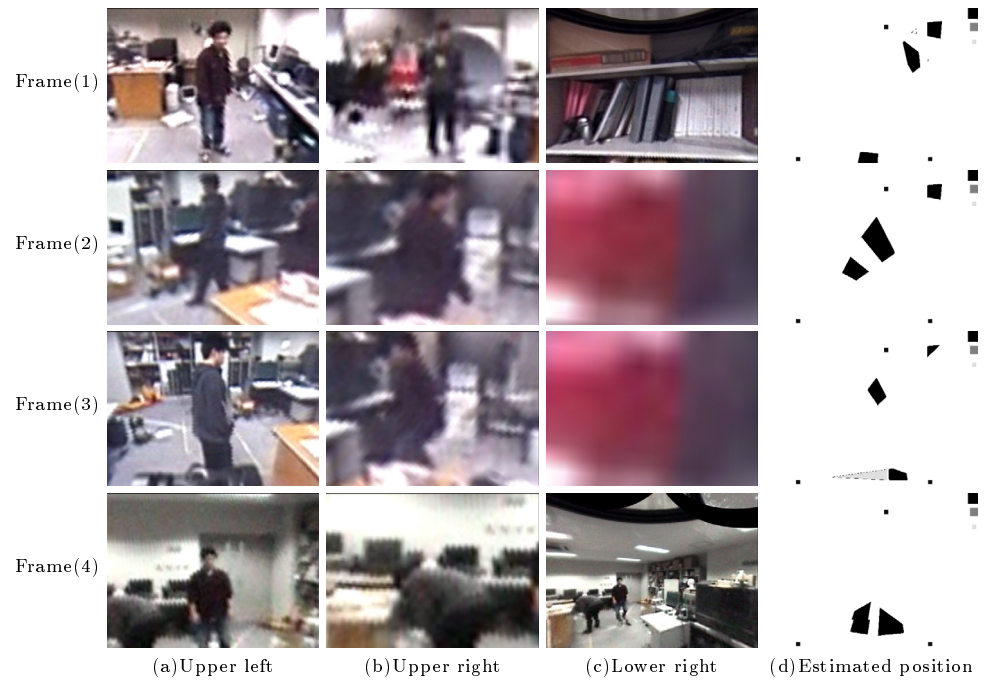 Frame(1)
Frame(2)
Frame(3)
Frame(4)
(a)Upper left (b)Upper right (c)Lower right (d)Estimated position